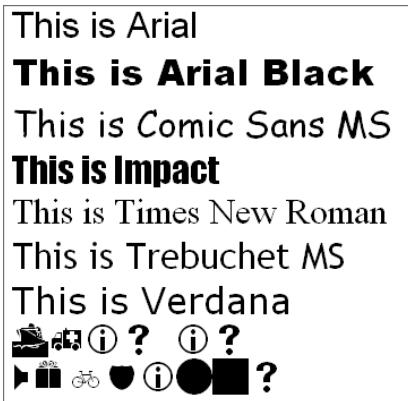 This is Arial
This is Arial Black
This is Comic Sans MS
This is Impact
This is Times New Roman
This is Trebuchet MS
This is Verdana